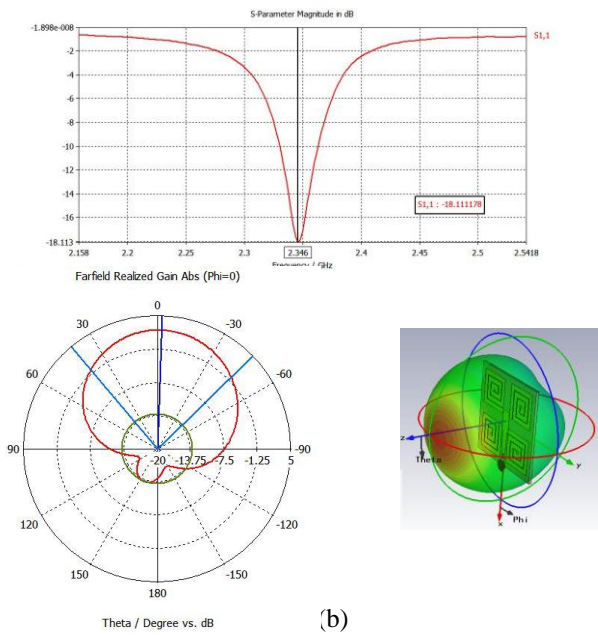 S-Parameter Magnitude in dB
-1.898e-008
S1,1
-2
-4
-6
-8
-10
-12
-14
S1,1 : -18.111178
-16
-18.113
2.158 2.2 2.25 2.3 2.346 2.4 2.45 2.5 2.5418
Frequency / GHz
Farfield Realized Gain Abs (Phi=0)
0
30 -30
60 -60
90 -20 -13.75 -7.5 -1.25 5 -90
120 -120
150 -150
180
z
Theta
y
x
Phi
Theta / Degree vs. dB
(b)